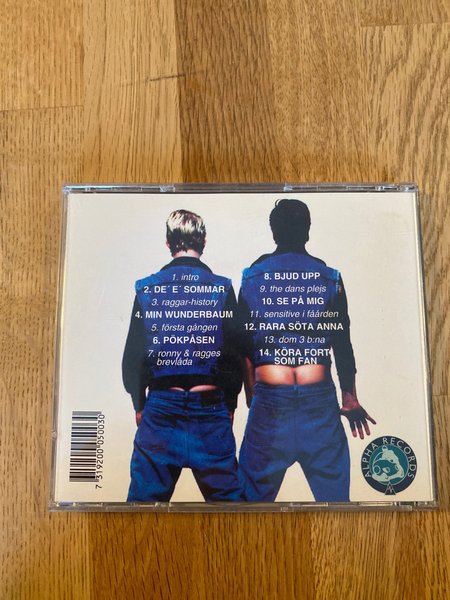 1. intro
2. DE´ E´ SOMMAR
3. raggar-history
4. MIN WUNDERBAUM
5. första gången
6. PÖKPÅSEN
7. ronny & ragges
brevlåda
8. BJUD UPP
9. the dans plejs
10. SE PÅ MIG
11. sensitive i fåården
12. RARA SÖTA ANNA
13. dom 3 b:na
14. KÖRA FORT
SOM FAN
7 319200 050030
ALPHA RECORDS